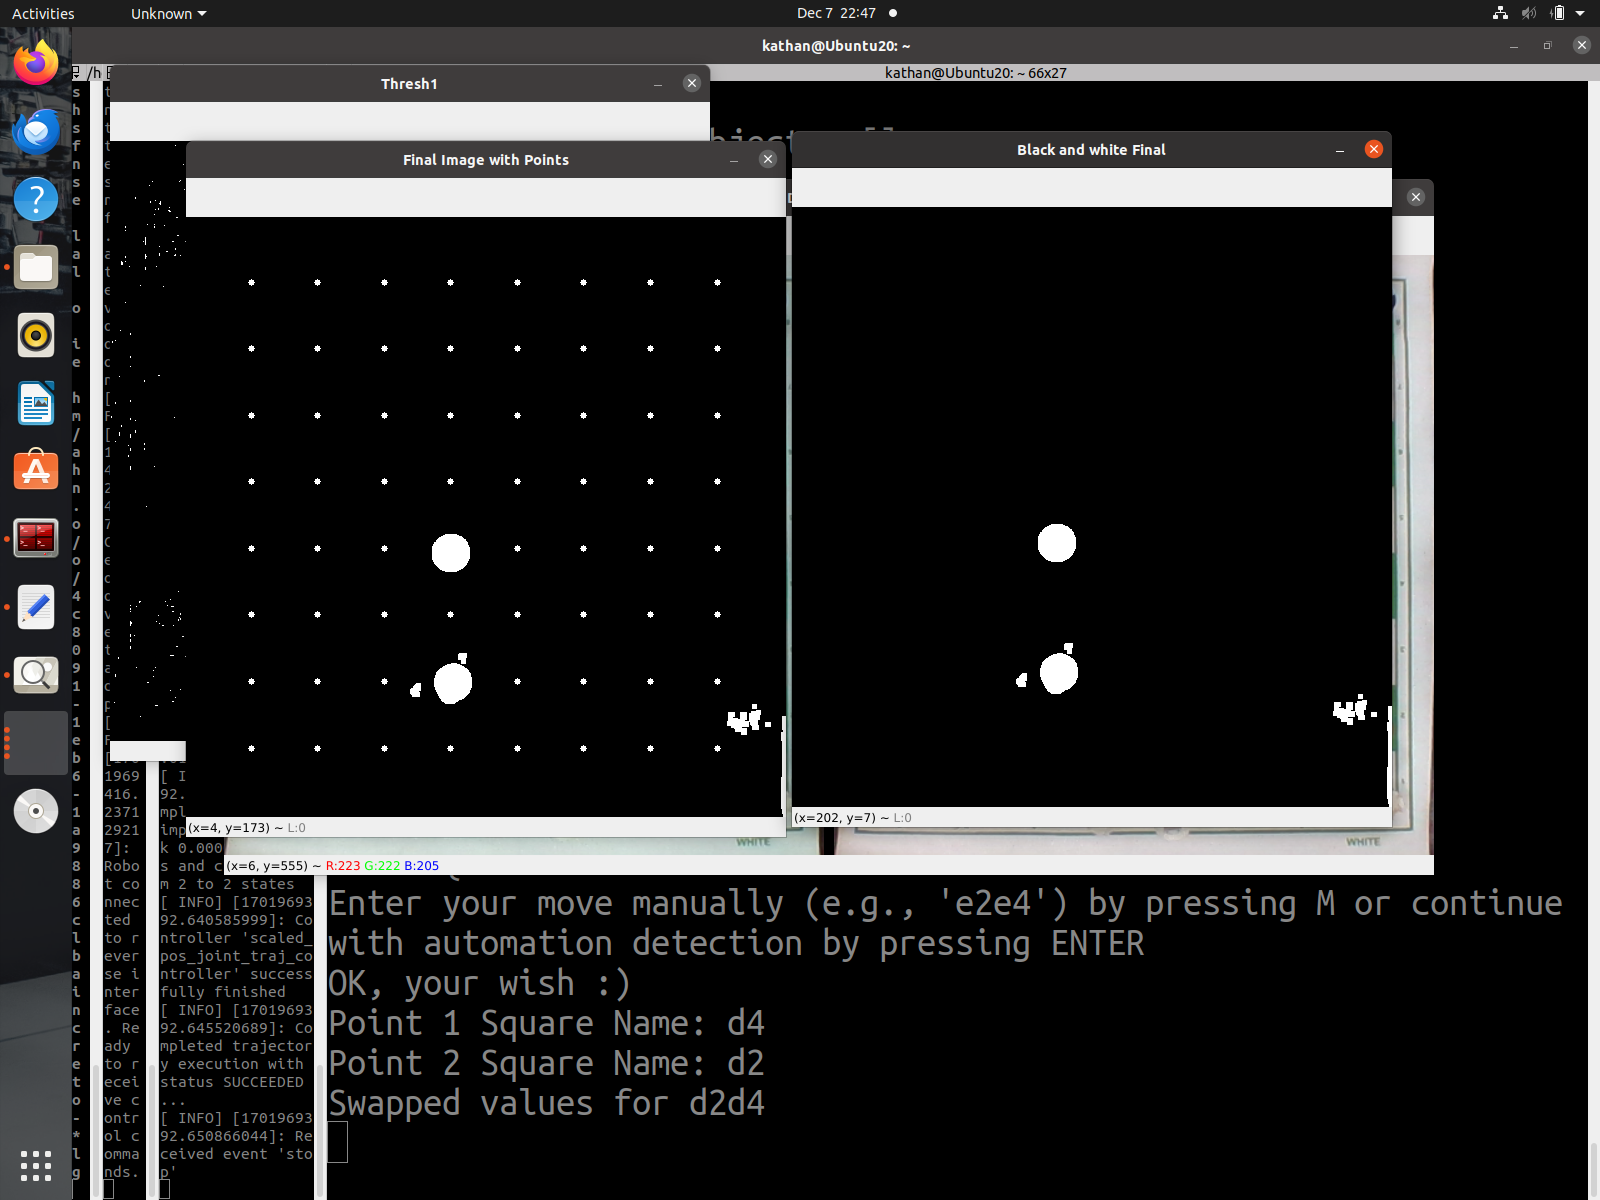 Activities
Unknown
Dec 7 22:47
kathan@Ubuntu20: ~
/h
kathan@Ubuntu20: ~ 66x27
Thresh1
Final Image with Points
Black and white Final
(x=4, y=173) ~ L:0
(x=202, y=7) ~ L:0
WHITE
WHITE
(x=6, y=555) ~ R:223 G:222 B:205
1969
416.
2371
2921
7]:
Robo
t co
nnec
ted
to r
ever
se i
nter
face
. Re
ady
to r
ecei
ve c
ontr
ol c
omma
nds.
[ I
92.
mpl
imp
k 0.000
s and c
m 2 to 2 states
[ INFO] [17019693
92.640585999]: Co
ntroller 'scaled_
pos_joint_traj_co
ntroller' success
fully finished
[ INFO] [17019693
92.645520689]: Co
mpleted trajector
y execution with
status SUCCEEDED
...
[ INFO] [17019693
92.650866044]: Re
ceived event 'sto
p'
Enter your move manually (e.g., 'e2e4') by pressing M or continue
with automation detection by pressing ENTER
OK, your wish :)
Point 1 Square Name: d4
Point 2 Square Name: d2
Swapped values for d2d4